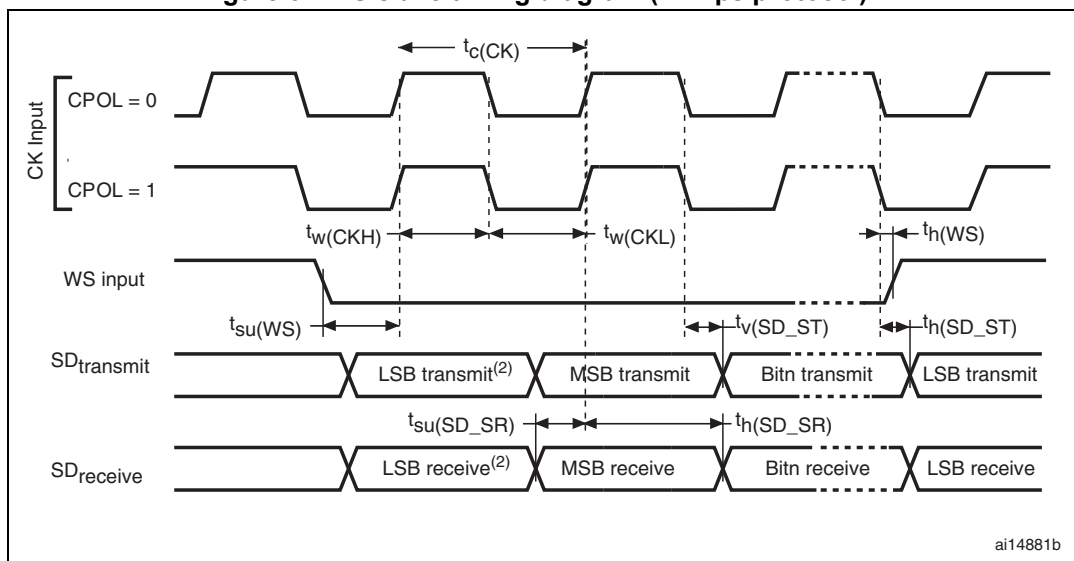 tc(CK)
CK Input
CPOL = 0
CPOL = 1
tw(CKH)
tw(CKL)
th(WS)
WS input
tsu(WS)
tv(SD_ST)
th(SD_ST)
SDtransmit
LSB transmit(2)
MSB transmit
Bitn transmit
LSB transmit
tsu(SD_SR)
th(SD_SR)
SDreceive
LSB receive(2)
MSB receive
Bitn receive
LSB receive
ai14881b